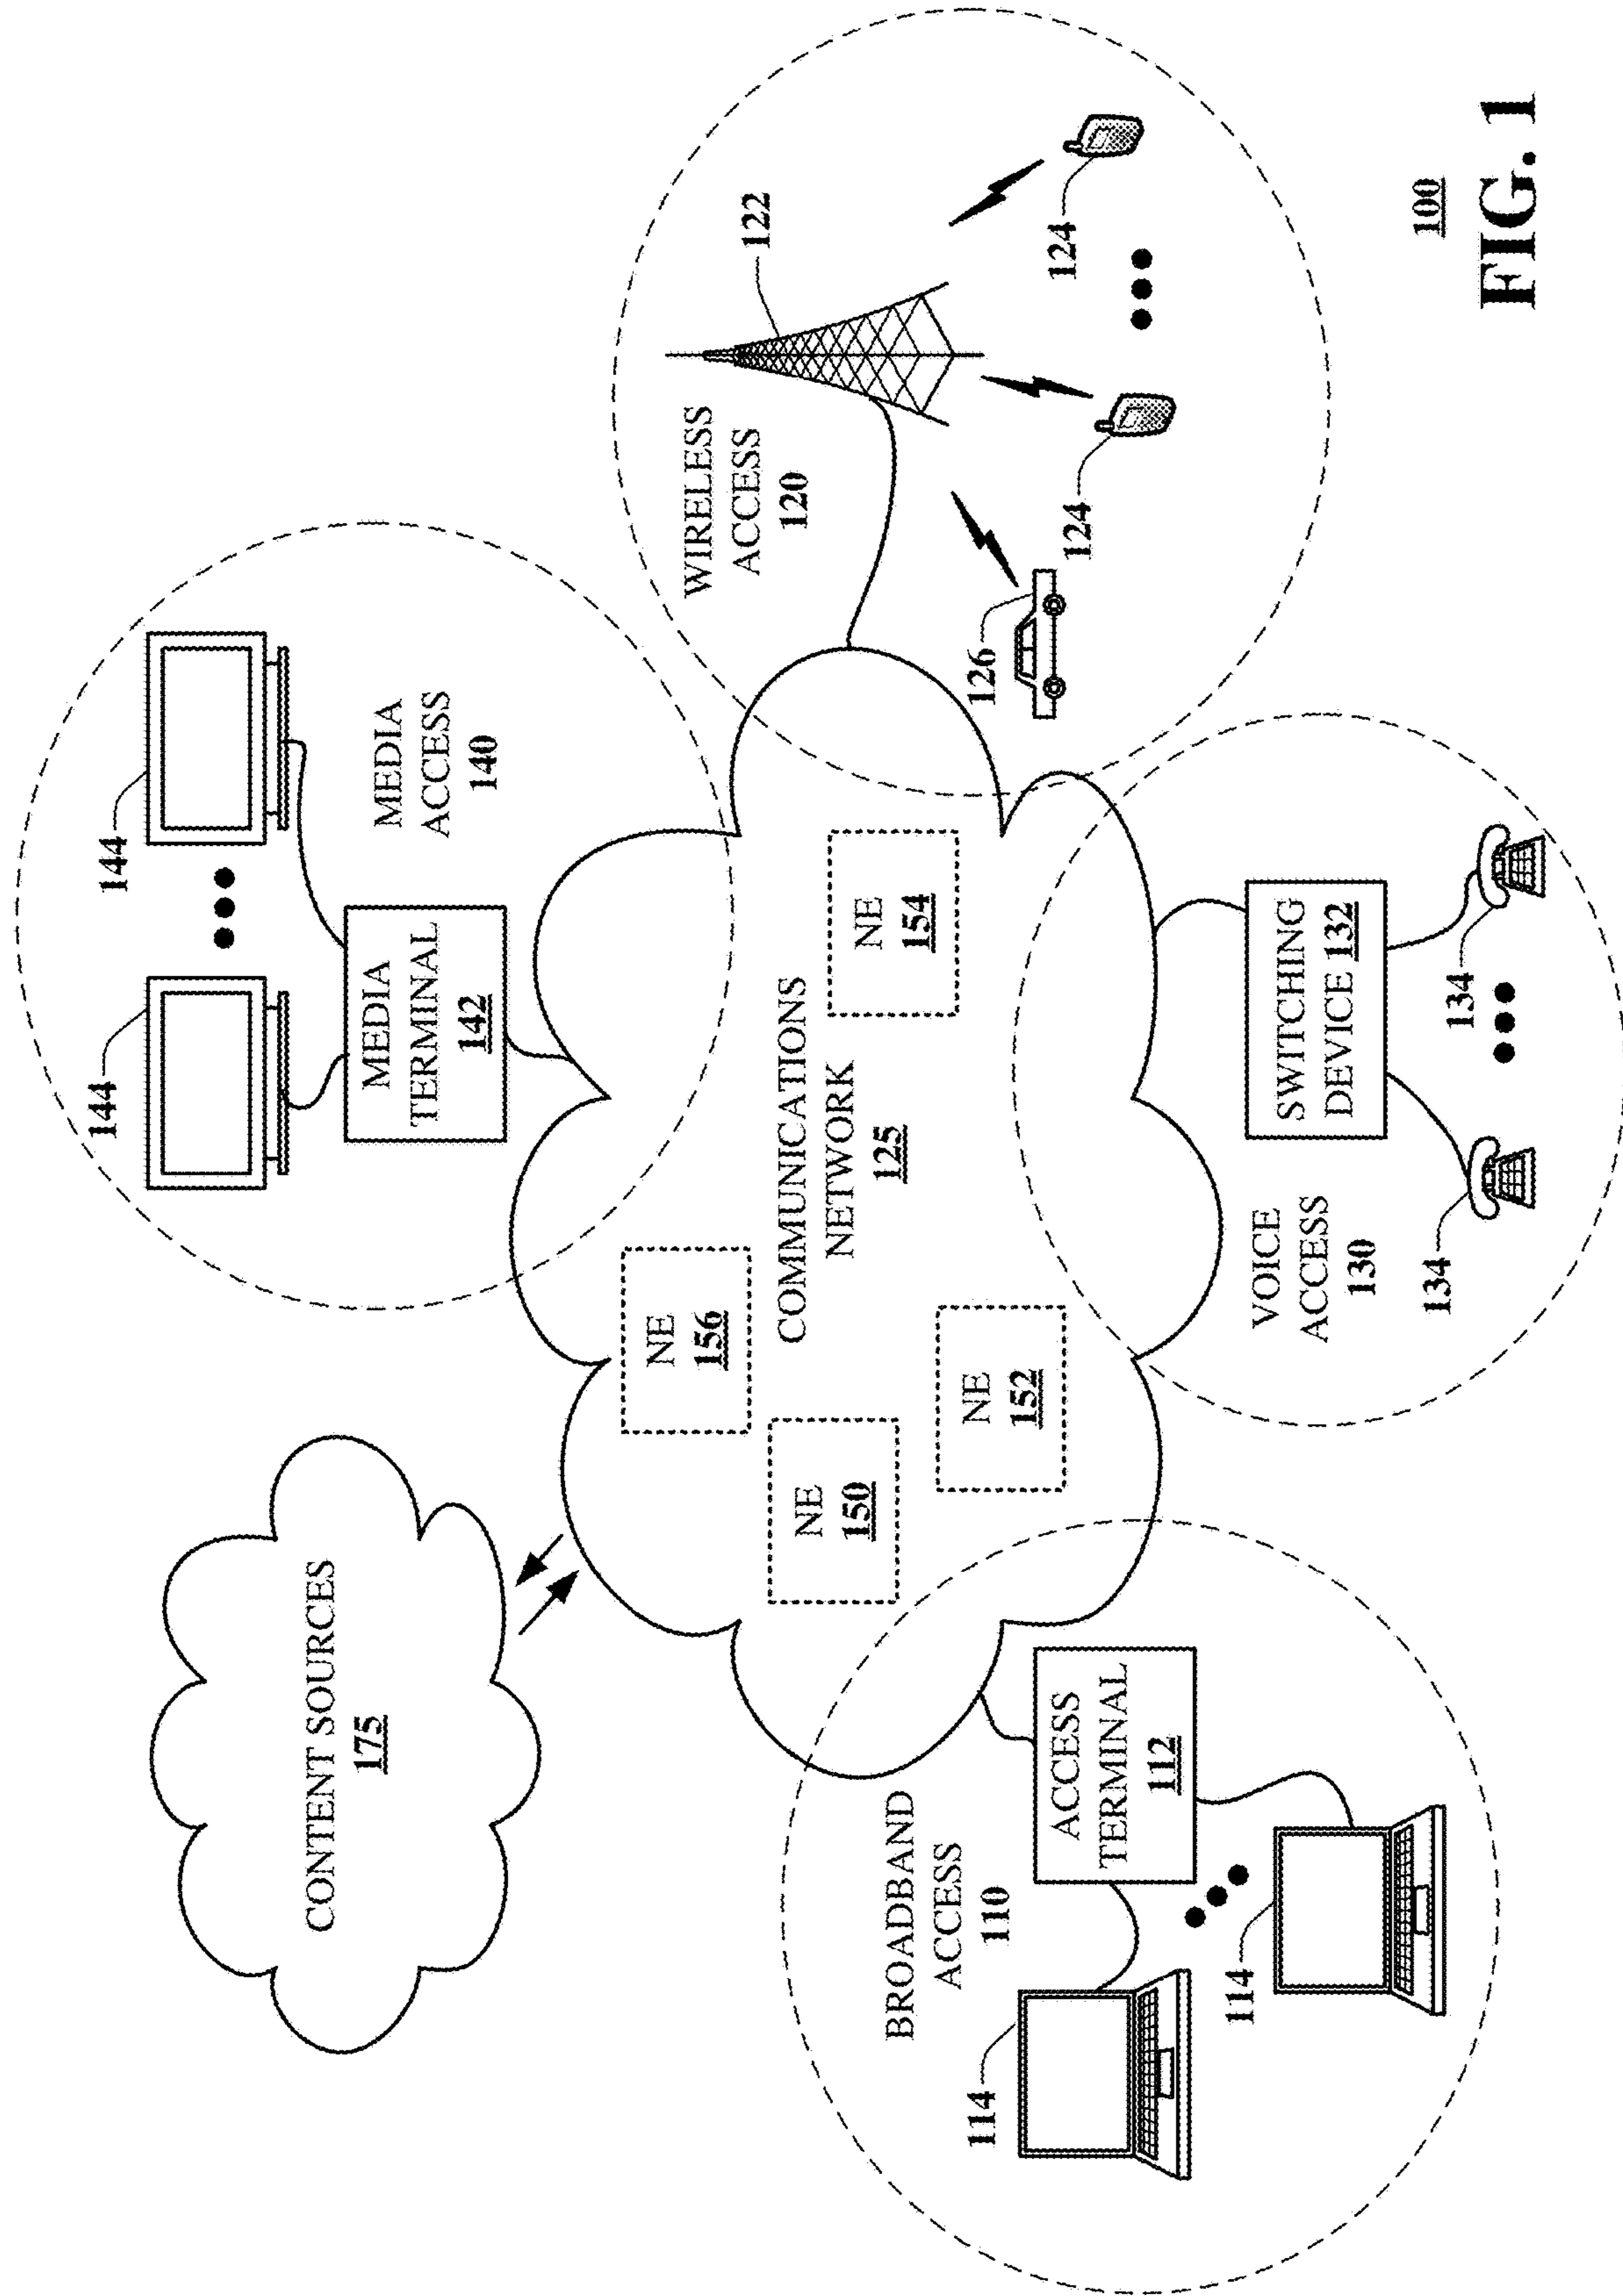 CONTENT SOURCES
175
144
144
MEDIA
TERMINAL
142
MEDIA
ACCESS
140
NE
156
NE
150
NE
152
COMMUNICATIONS
NETWORK
125
NE
154
WIRELESS
ACCESS
120
122
126
124
124
BROADBAND
ACCESS
110
ACCESS
TERMINAL
112
114
114
VOICE
ACCESS
130
SWITCHING
DEVICE 132
134
134
100
FIG. 1